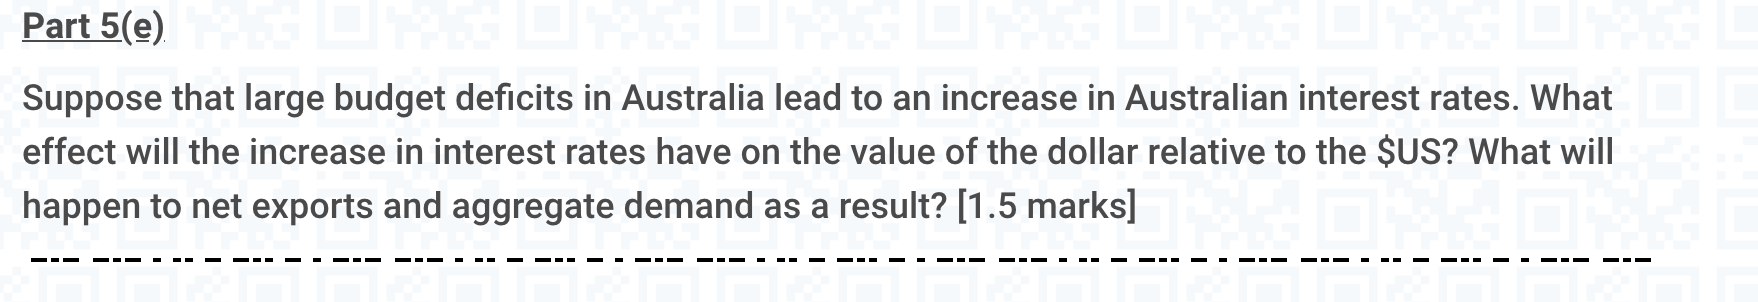 Part 5(e)
Suppose that large budget deficits in Australia lead to an increase in Australian interest rates. What
effect will the increase in interest rates have on the value of the dollar relative to the $US? What will
happen to net exports and aggregate demand as a result? [1.5 marks]